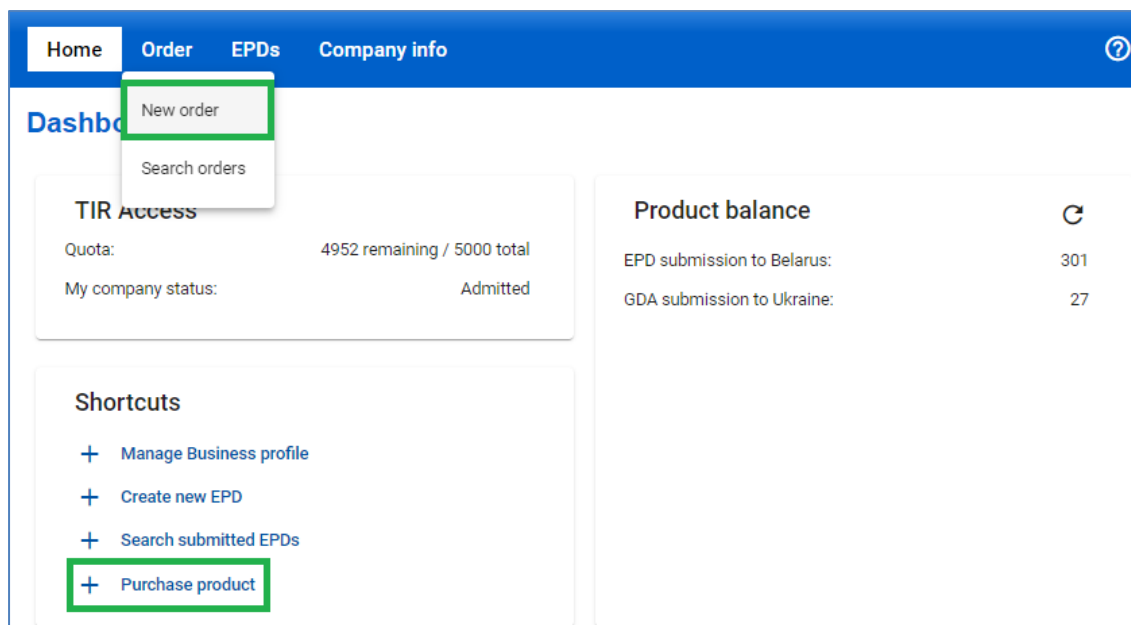 Home Order EPDs Company info
New order
Search orders
Dashbo
TIR Access
Quota: 4952 remaining / 5000 total
My company status: Admitted
Product balance
EPD submission to Belarus: 301
GDA submission to Ukraine: 27
Shortcuts
+ Manage Business profile
+ Create new EPD
+ Search submitted EPDs
+ Purchase product